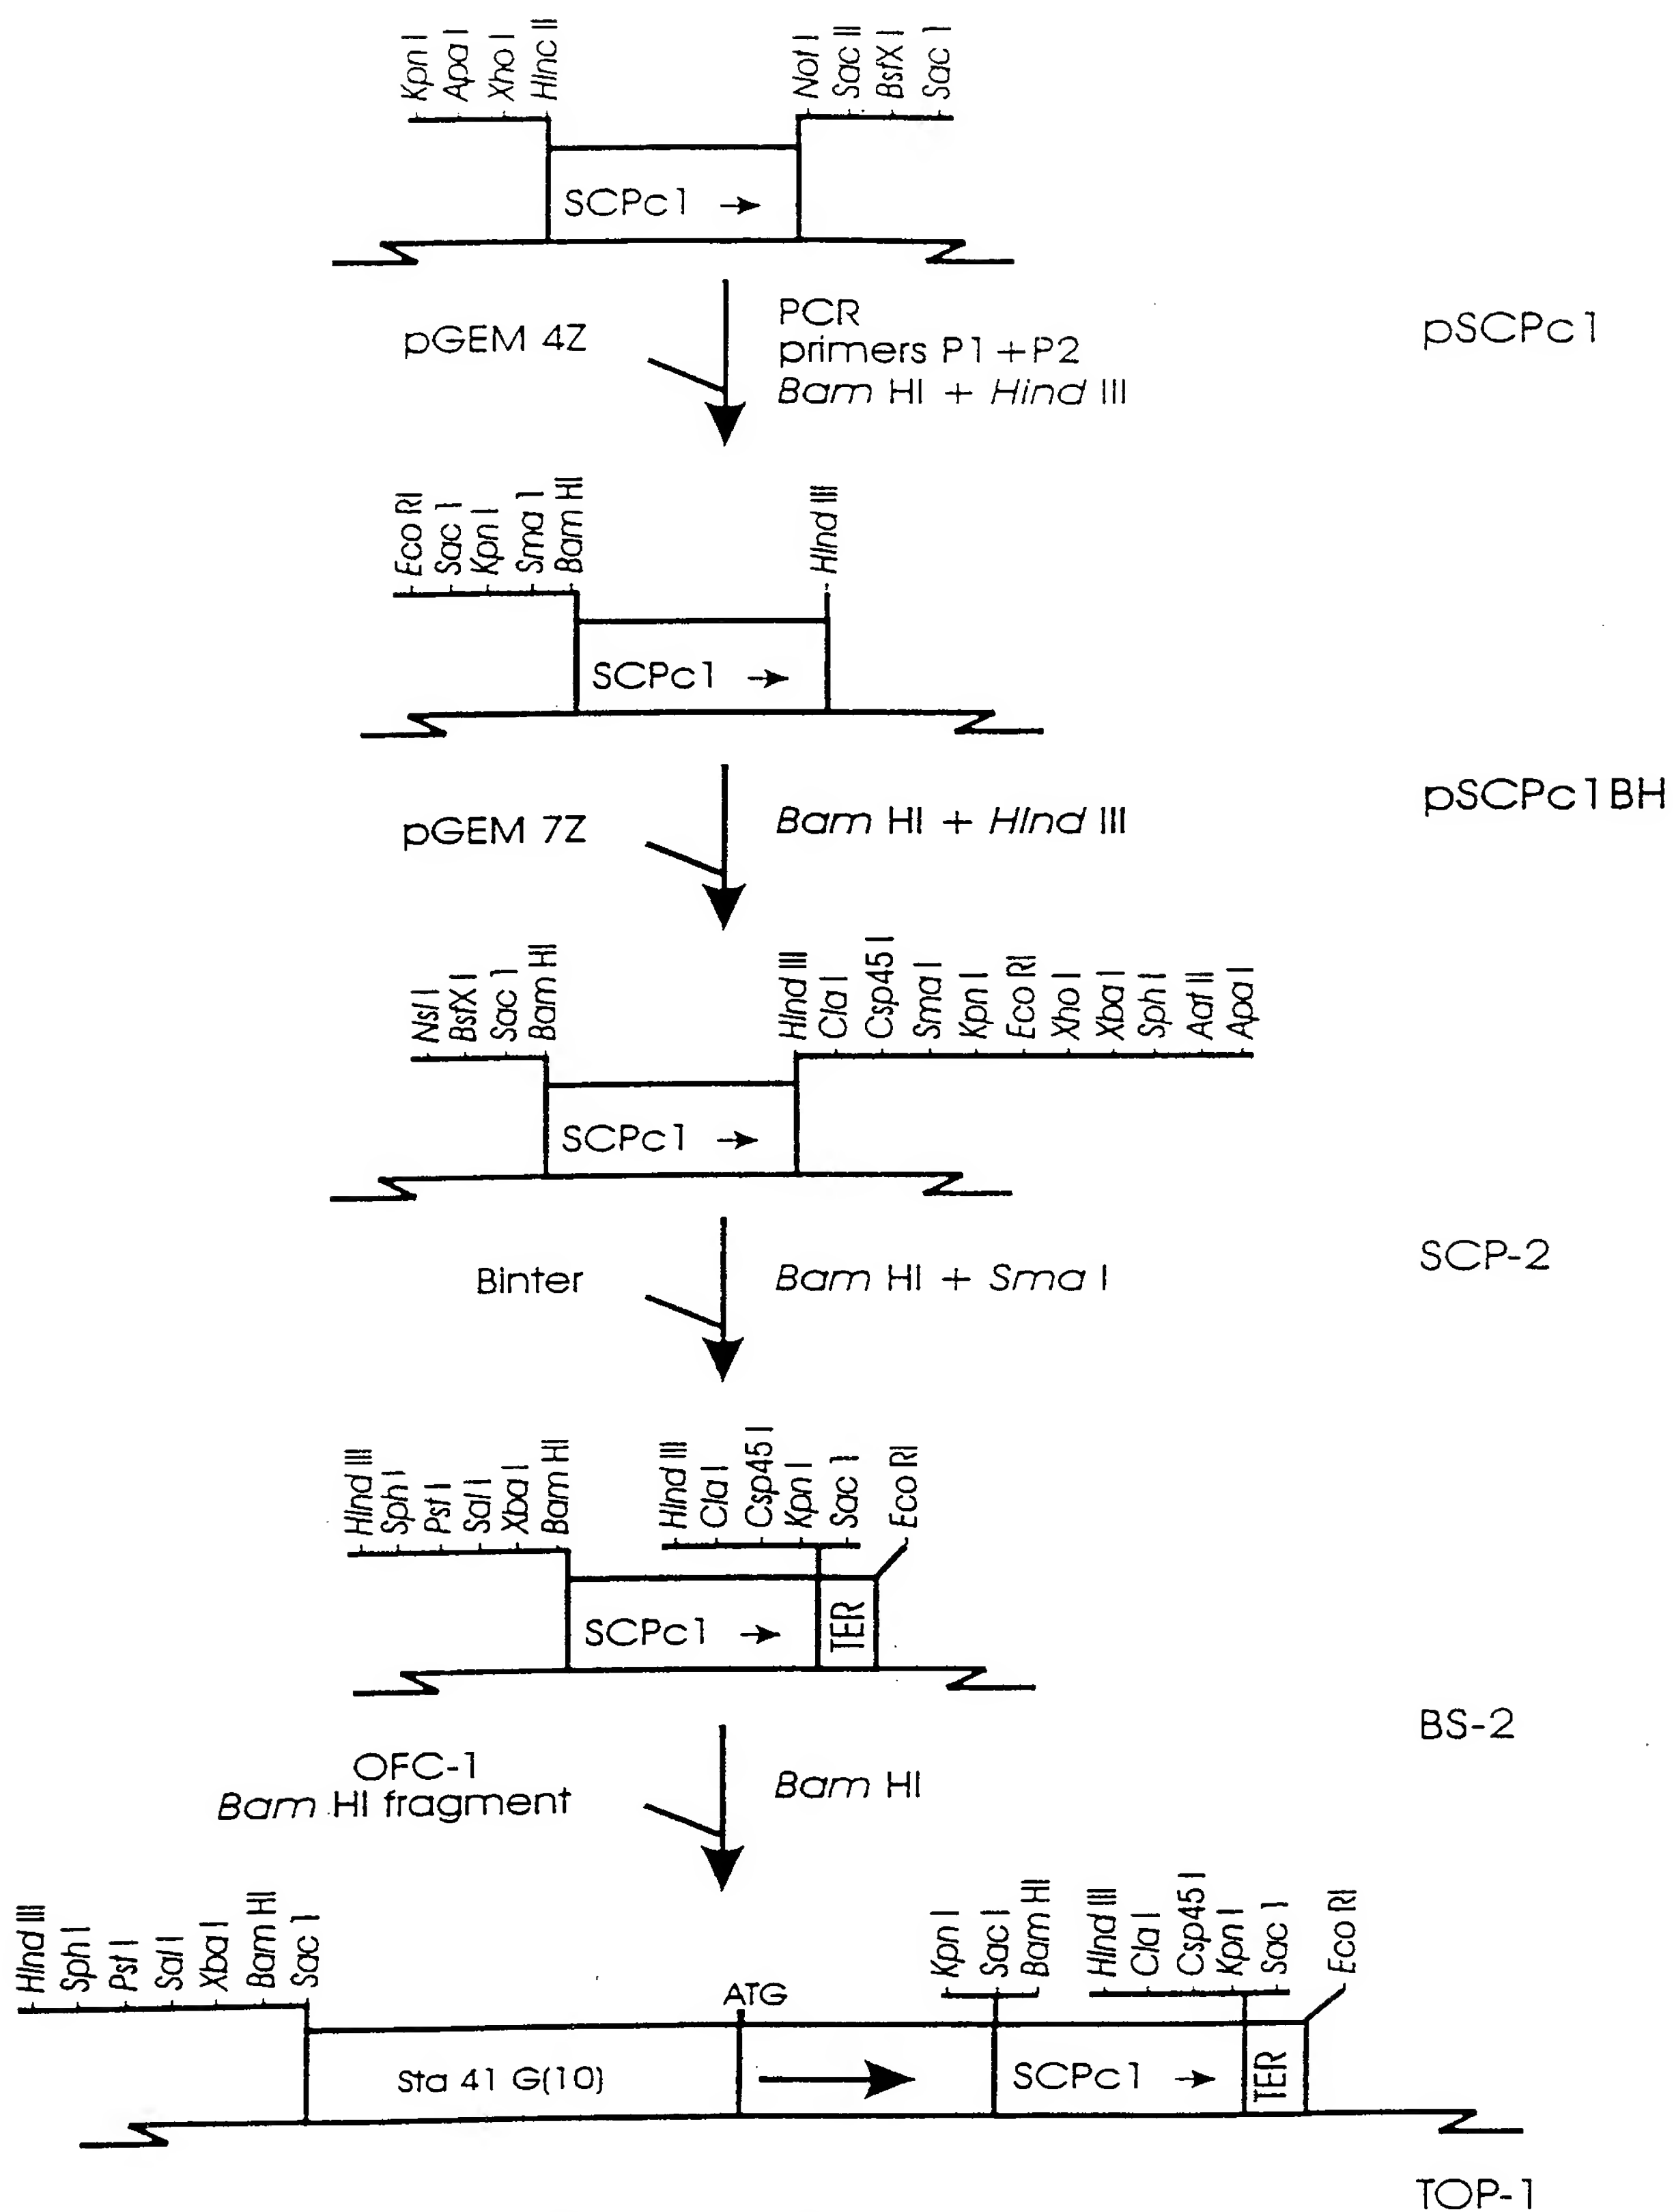 Kpn I
Apa I
Xho I
HInc II
Not I
Sac II
BstX I
Sac I
SCPc1 →
pGEM 4Z
PCR
primers P1 +P2
Bam HI + Hind III
pSCPc1
Eco RI
Sac I
Kpn I
Sma I
Bam HI
HInd III
SCPc1 →
pGEM 7Z
Bam HI + HInd III
pSCPc1BH
Nsi I
BstX I
Sac I
Bam HI
HInd III
Cla I
Csp45 I
Sma I
Kpn I
Eco RI
Xho I
Xba I
Sph I
Aat II
Apa I
SCPc1 →
Binter
Bam HI + Sma I
SCP-2
HInd III
Sph I
Pst I
Sal I
Xba I
Bam HI
HInd III
Cla I
Csp45 I
Kpn I
Sac I
Eco RI
SCPc1 →
TER
BS-2
OFC-1
Bam HI fragment
Bam HI
HInd III
Sph I
Pst I
Sal I
Xba I
Bam HI
Sac I
ATG
Kpn I
Sac I
Bam HI
HInd III
Cla I
Csp45 I
Kpn I
Sac I
Eco RI
Sta 41 G(10)
SCPc1 →
TER
TOP-1